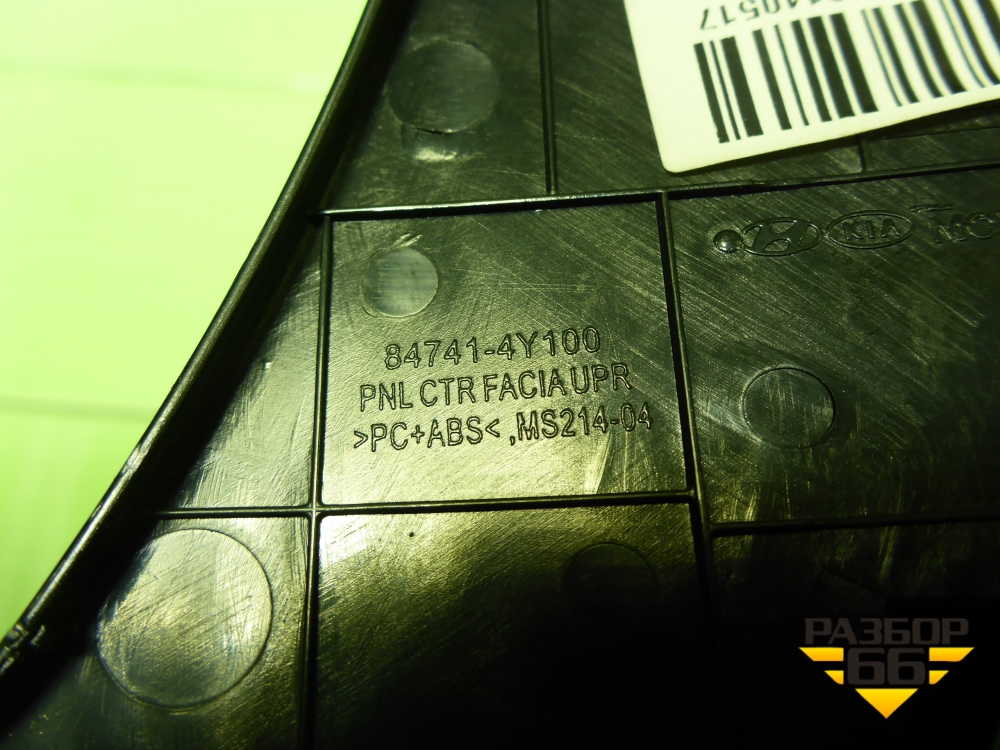 KIA
84741-4Y100
PNL CTR FACIA UPR
>PC+ABS< ,MS214-04
РАЗБОР
66